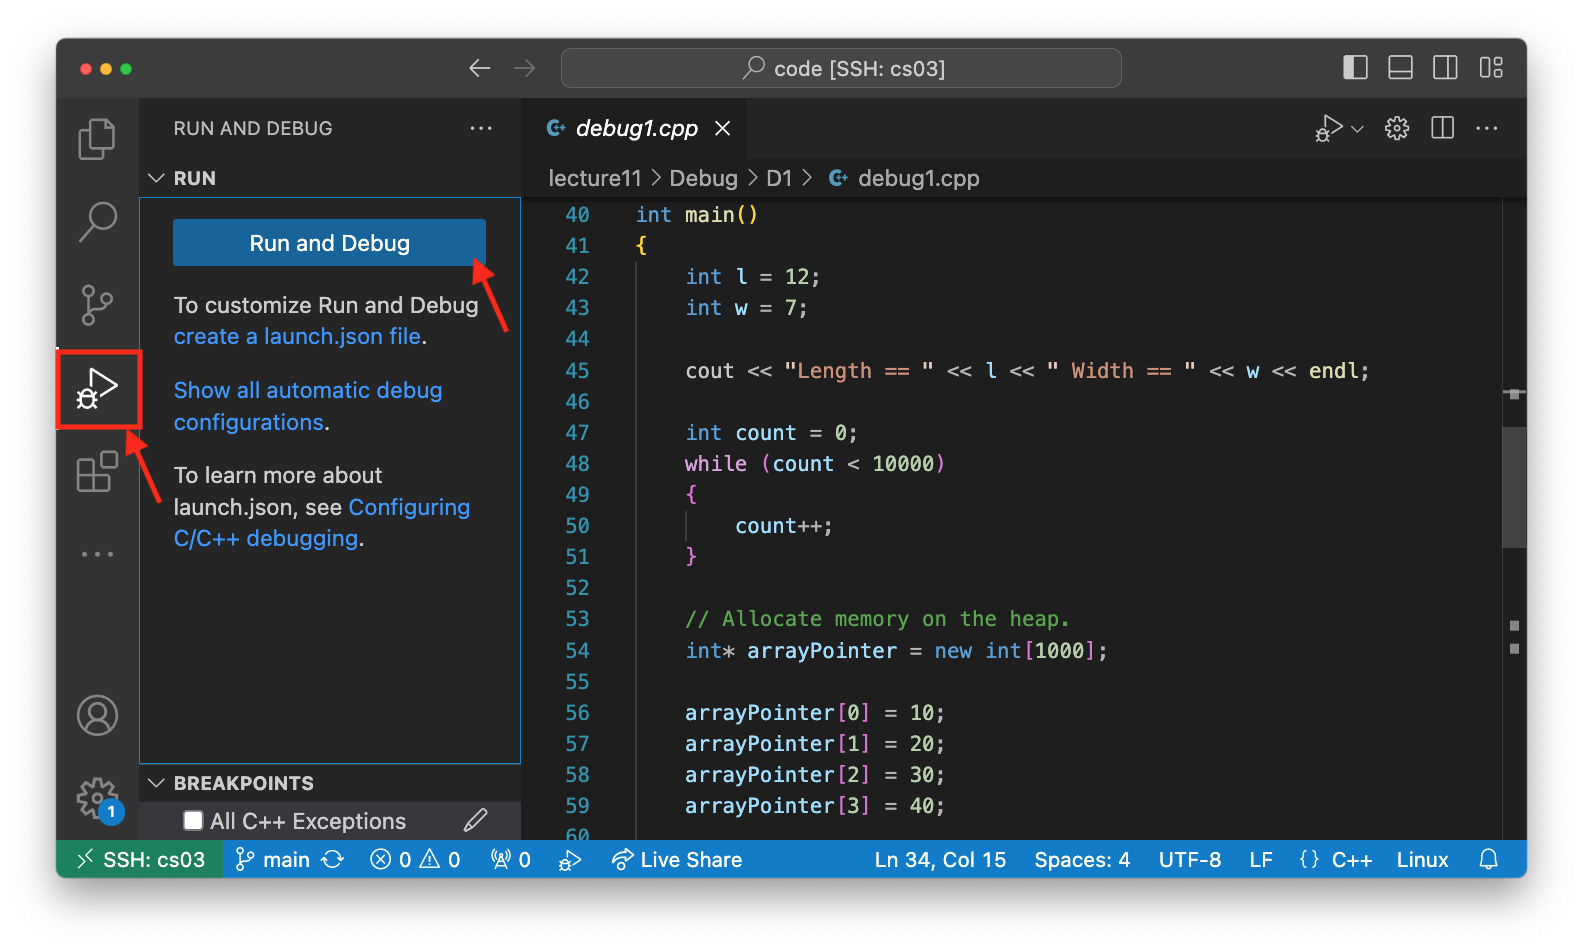 code [SSH: cs03]
RUN AND DEBUG
debug1.cpp
RUN
lecture11 > Debug > D1 > debug1.cpp
Run and Debug
To customize Run and Debug
create a launch.json file.
Show all automatic debug
configurations.
To learn more about
launch.json, see Configuring
C/C++ debugging.
1
BREAKPOINTS
All C++ Exceptions
40 int main()
41 {
42 int l = 12;
43 int w = 7;
44
45 cout << "Length == " << l << " Width == " << w << endl;
46
47 int count = 0;
48 while (count < 10000)
49 {
50 count++;
51 }
52
53 // Allocate memory on the heap.
54 int* arrayPointer = new int[1000];
55
56 arrayPointer[0] = 10;
57 arrayPointer[1] = 20;
58 arrayPointer[2] = 30;
59 arrayPointer[3] = 40;
60
SSH: cs03 main 0 0 0 Live Share Ln 34, Col 15 Spaces: 4 UTF-8 LF {} C++ Linux